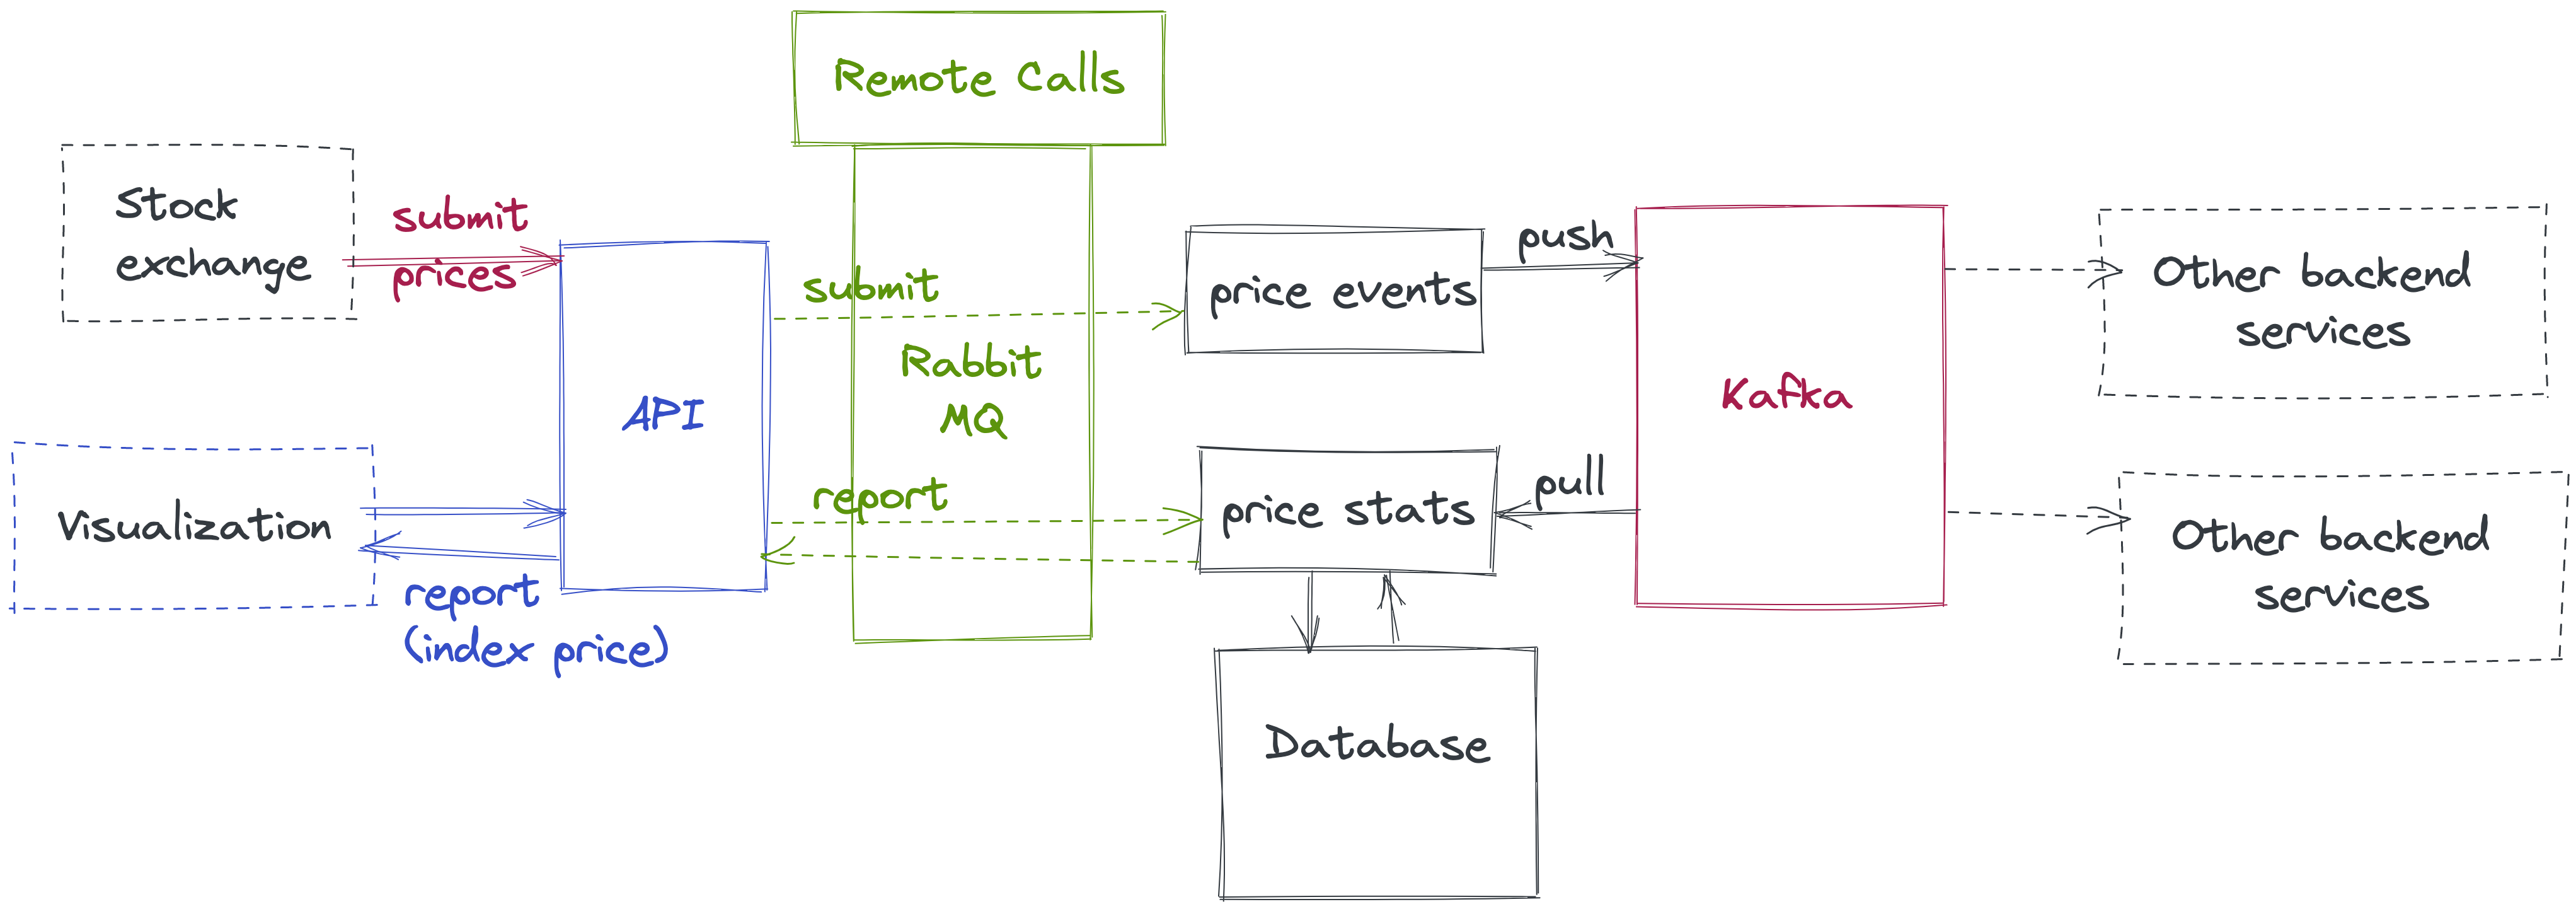 Remote Calls
Stock
exchange
submit
prices
API
submit
Rabbit
MQ
report
price events
push
Kafka
Other backend
services
Visualization
report
(index price)
price stats
pull
Other backend
services
Database